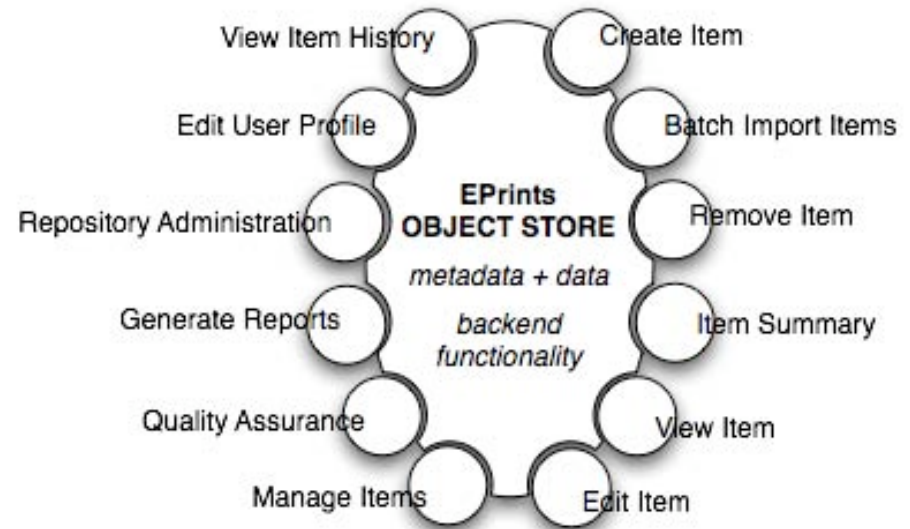 View Item History
Create Item
Edit User Profile
Batch Import Items
EPrints
OBJECT STORE
Repository Administration
Remove Item
metadata + data
Generate Reports
backend
functionality
Item Summary
Quality Assurance
View Item
Manage Items
Edit Item